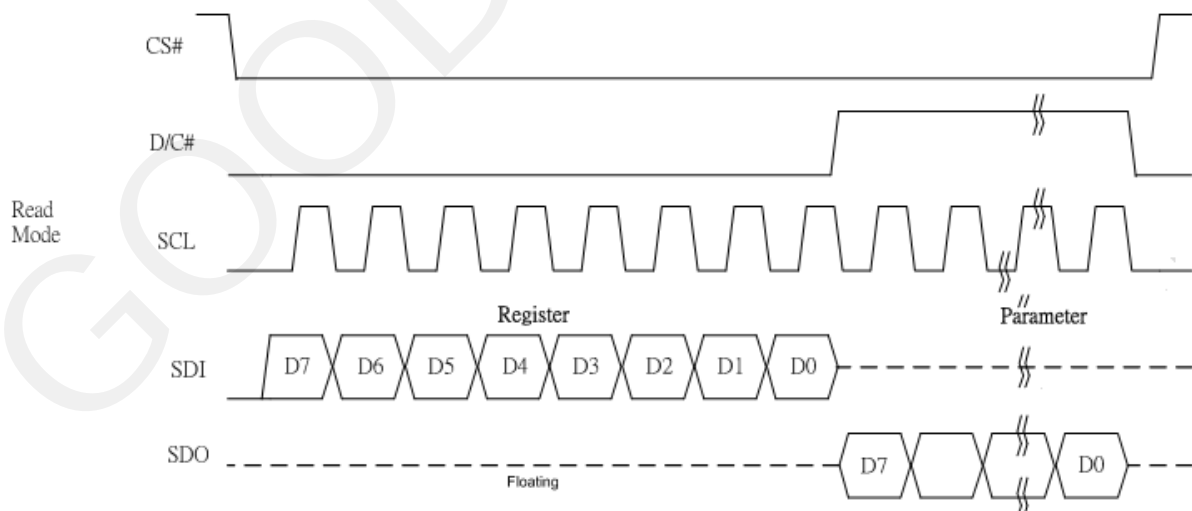 GOOD
CS#
D/C#
Read
Mode
SCL
Register
Parameter
SDI
D7 D6 D5 D4 D3 D2 D1 D0
SDO
Floating
D7 D0